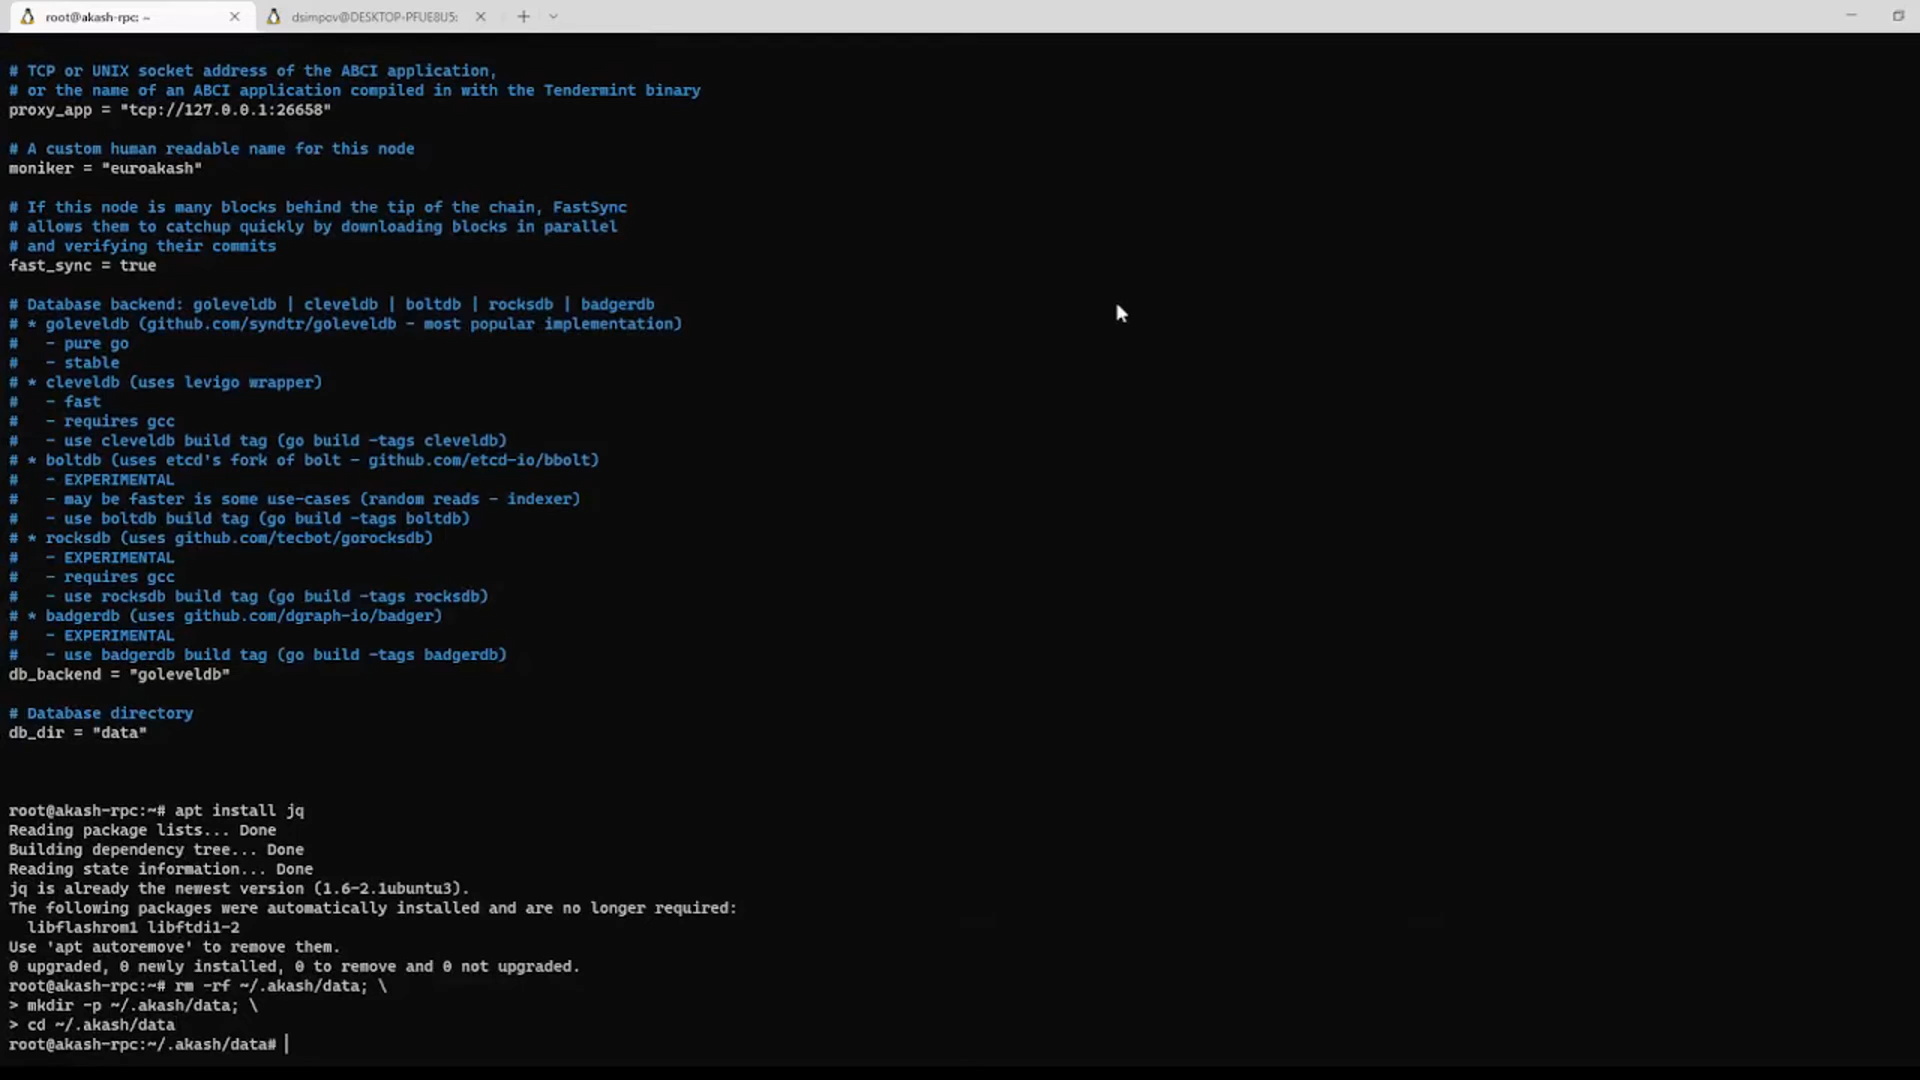 root@akash-rpc: ~
dsimpov@DESKTOP-PFUE8U5:
# TCP or UNIX socket address of the ABCI application,
# or the name of an ABCI application compiled in with the Tendermint binary
proxy_app = "tcp://127.0.0.1:26658"
# A custom human readable name for this node
moniker = "euroakash"
# If this node is many blocks behind the tip of the chain, FastSync
# allows them to catchup quickly by downloading blocks in parallel
# and verifying their commits
fast_sync = true
# Database backend: goleveldb | cleveldb | boltdb | rocksdb | badgerdb
# * goleveldb (github.com/syndtr/goleveldb - most popular implementation)
#   - pure go
#   - stable
# * cleveldb (uses levigo wrapper)
#   - fast
#   - requires gcc
#   - use cleveldb build tag (go build -tags cleveldb)
# * boltdb (uses etcd's fork of bolt - github.com/etcd-io/bbolt)
#   - EXPERIMENTAL
#   - may be faster is some use-cases (random reads - indexer)
#   - use boltdb build tag (go build -tags boltdb)
# * rocksdb (uses github.com/tecbot/gorocksdb)
#   - EXPERIMENTAL
#   - requires gcc
#   - use rocksdb build tag (go build -tags rocksdb)
# * badgerdb (uses github.com/dgraph-io/badger)
#   - EXPERIMENTAL
#   - use badgerdb build tag (go build -tags badgerdb)
db_backend = "goleveldb"
# Database directory
db_dir = "data"
root@akash-rpc:~# apt install jq
Reading package lists... Done
Building dependency tree... Done
Reading state information... Done
jq is already the newest version (1.6-2.1ubuntu3).
The following packages were automatically installed and are no longer required:
  libflashrom1 libftdi1-2
Use 'apt autoremove' to remove them.
0 upgraded, 0 newly installed, 0 to remove and 0 not upgraded.
root@akash-rpc:~# rm -rf ~/.akash/data; \
> mkdir -p ~/.akash/data; \
> cd ~/.akash/data
root@akash-rpc:~/.akash/data#